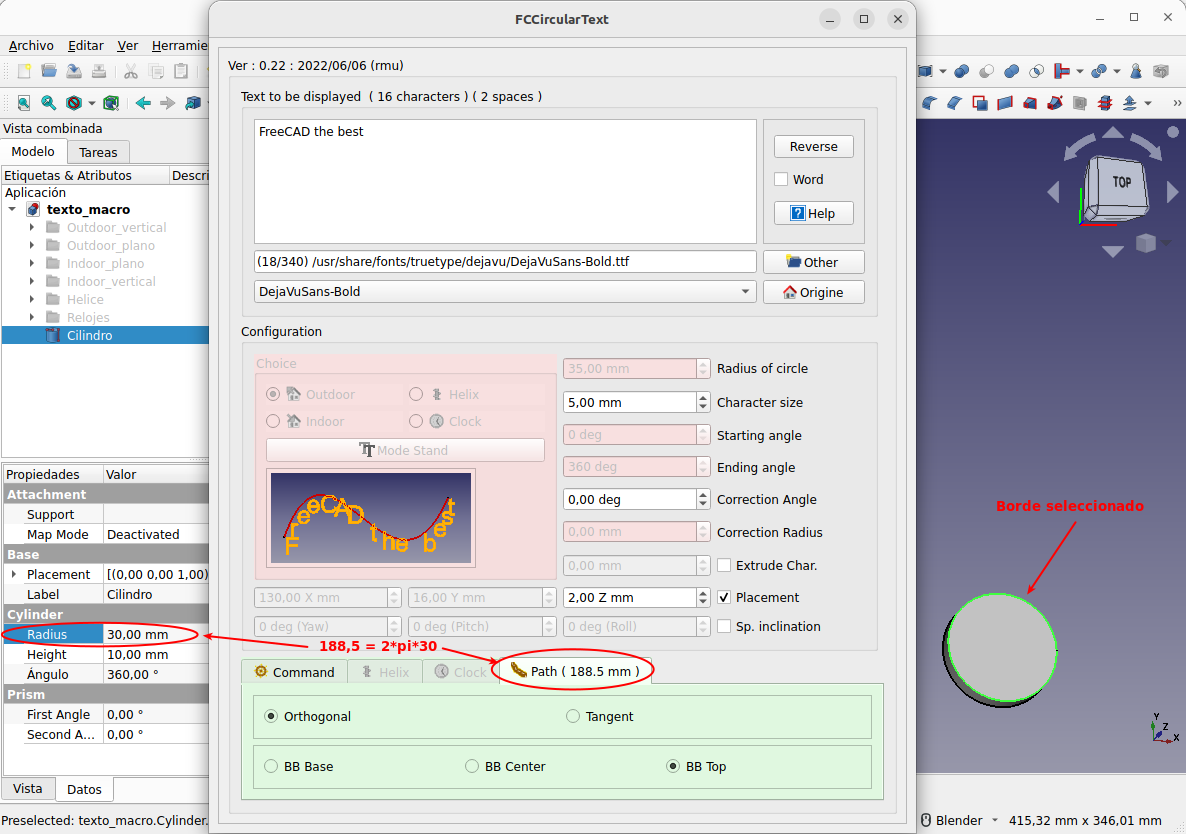 FCCircularText
Archivo Editar Ver Herramie
Vista combinada
Modelo Tareas
Etiquetas & Atributos Descri
Aplicación
texto_macro
Outdoor_vertical
Outdoor_plano
Indoor_plano
Indoor_vertical
Helice
Relojes
Cilindro
Propiedades Valor
Attachment
Support
Map Mode Deactivated
Base
Placement [(0,00 0,00 1,00)
Label Cilindro
Cylinder
Radius 30,00 mm
Height 10,00 mm
Ángulo 360,00 °
Prism
First Angle 0,00 °
Second A... 0,00 °
Vista Datos
Preselected: texto_macro.Cylinder.
Ver : 0.22 : 2022/06/06 (rmu)
Text to be displayed ( 16 characters ) ( 2 spaces )
FreeCAD the best
Reverse
Word
? Help
(18/340) /usr/share/fonts/truetype/dejavu/DejaVuSans-Bold.ttf
Other
DejaVuSans-Bold
Origine
Configuration
Choice
Outdoor Helix
Indoor Clock
TT Mode Stand
FreeCAD the best
35,00 mm Radius of circle
5,00 mm Character size
0 deg Starting angle
360 deg Ending angle
0,00 deg Correction Angle
0,00 mm Correction Radius
0,00 mm Extrude Char.
130,00 X mm 16,00 Y mm 2,00 Z mm Placement
0 deg (Yaw) 0 deg (Pitch) 0 deg (Roll) Sp. inclination
188,5 = 2*pi*30
Command Helix Clock Path ( 188.5 mm )
Orthogonal Tangent
BB Base BB Center BB Top
»
TOP
Borde seleccionado
Y
Z
X
Blender 415,32 mm x 346,01 mm